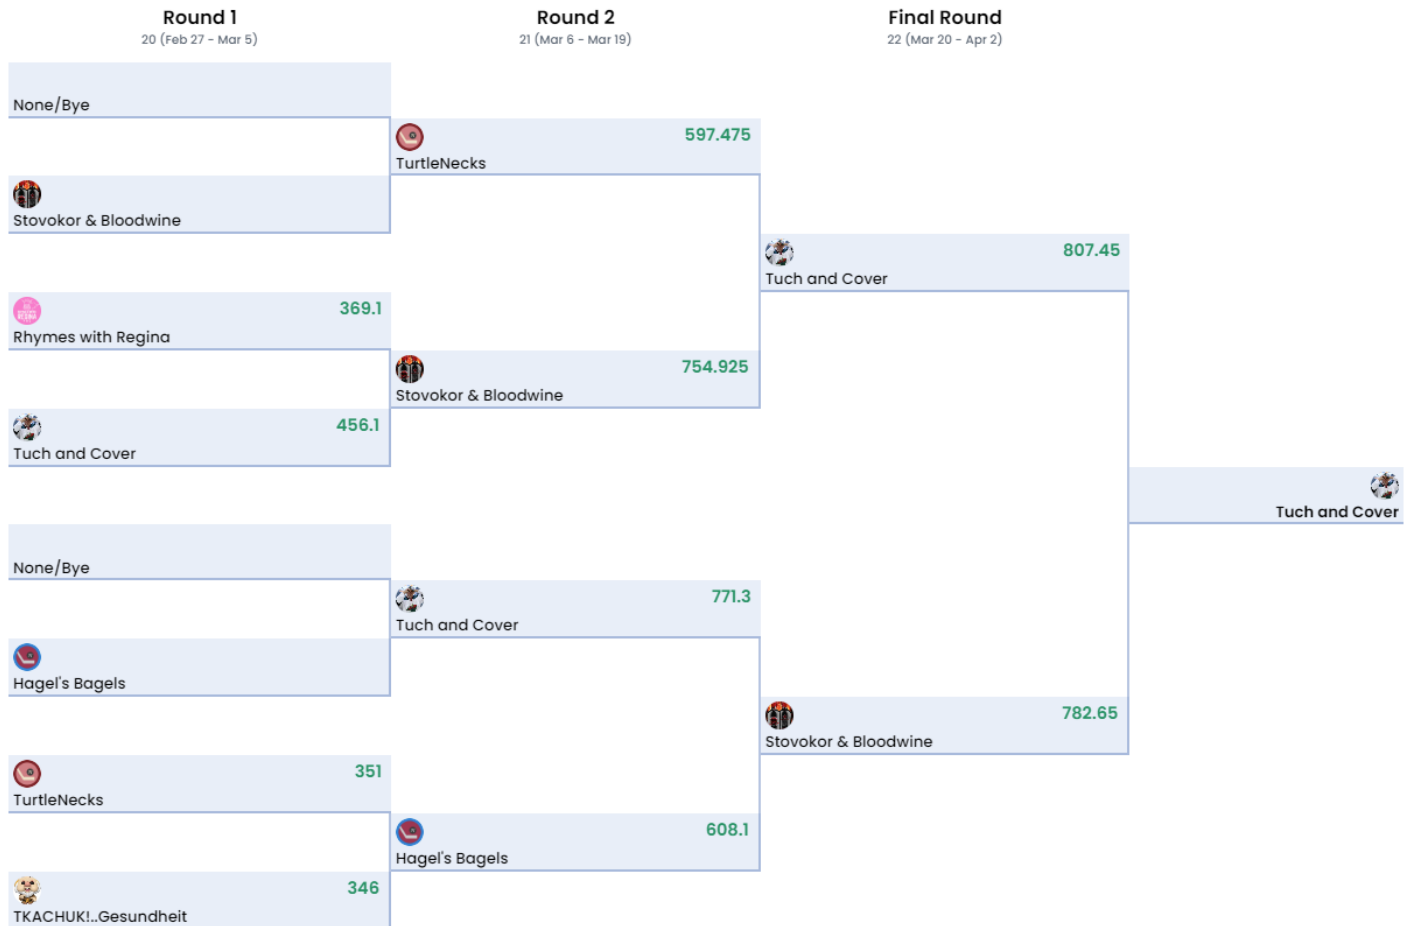 Round 1
20 (Feb 27 - Mar 5)
Round 2
21 (Mar 6 - Mar 19)
Final Round
22 (Mar 20 - Apr 2)
None/Bye
Stovokor & Bloodwine
369.1
Rhymes with Regina
456.1
Tuch and Cover
None/Bye
Hagel's Bagels
351
TurtleNecks
346
TKACHUK!..Gesundheit
597.475
TurtleNecks
754.925
Stovokor & Bloodwine
771.3
Tuch and Cover
608.1
Hagel's Bagels
807.45
Tuch and Cover
782.65
Stovokor & Bloodwine
Tuch and Cover